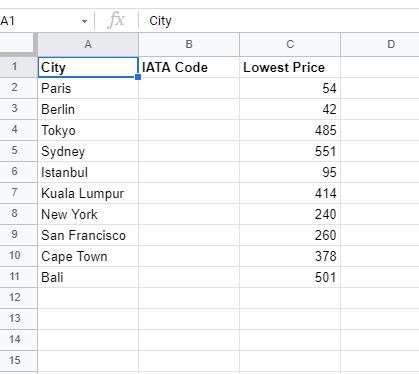 A1 fx City
A B C D
1 City IATA Code Lowest Price
2 Paris 54
3 Berlin 42
4 Tokyo 485
5 Sydney 551
6 Istanbul 95
7 Kuala Lumpur 414
8 New York 240
9 San Francisco 260
10 Cape Town 378
11 Bali 501
12
13
14
15